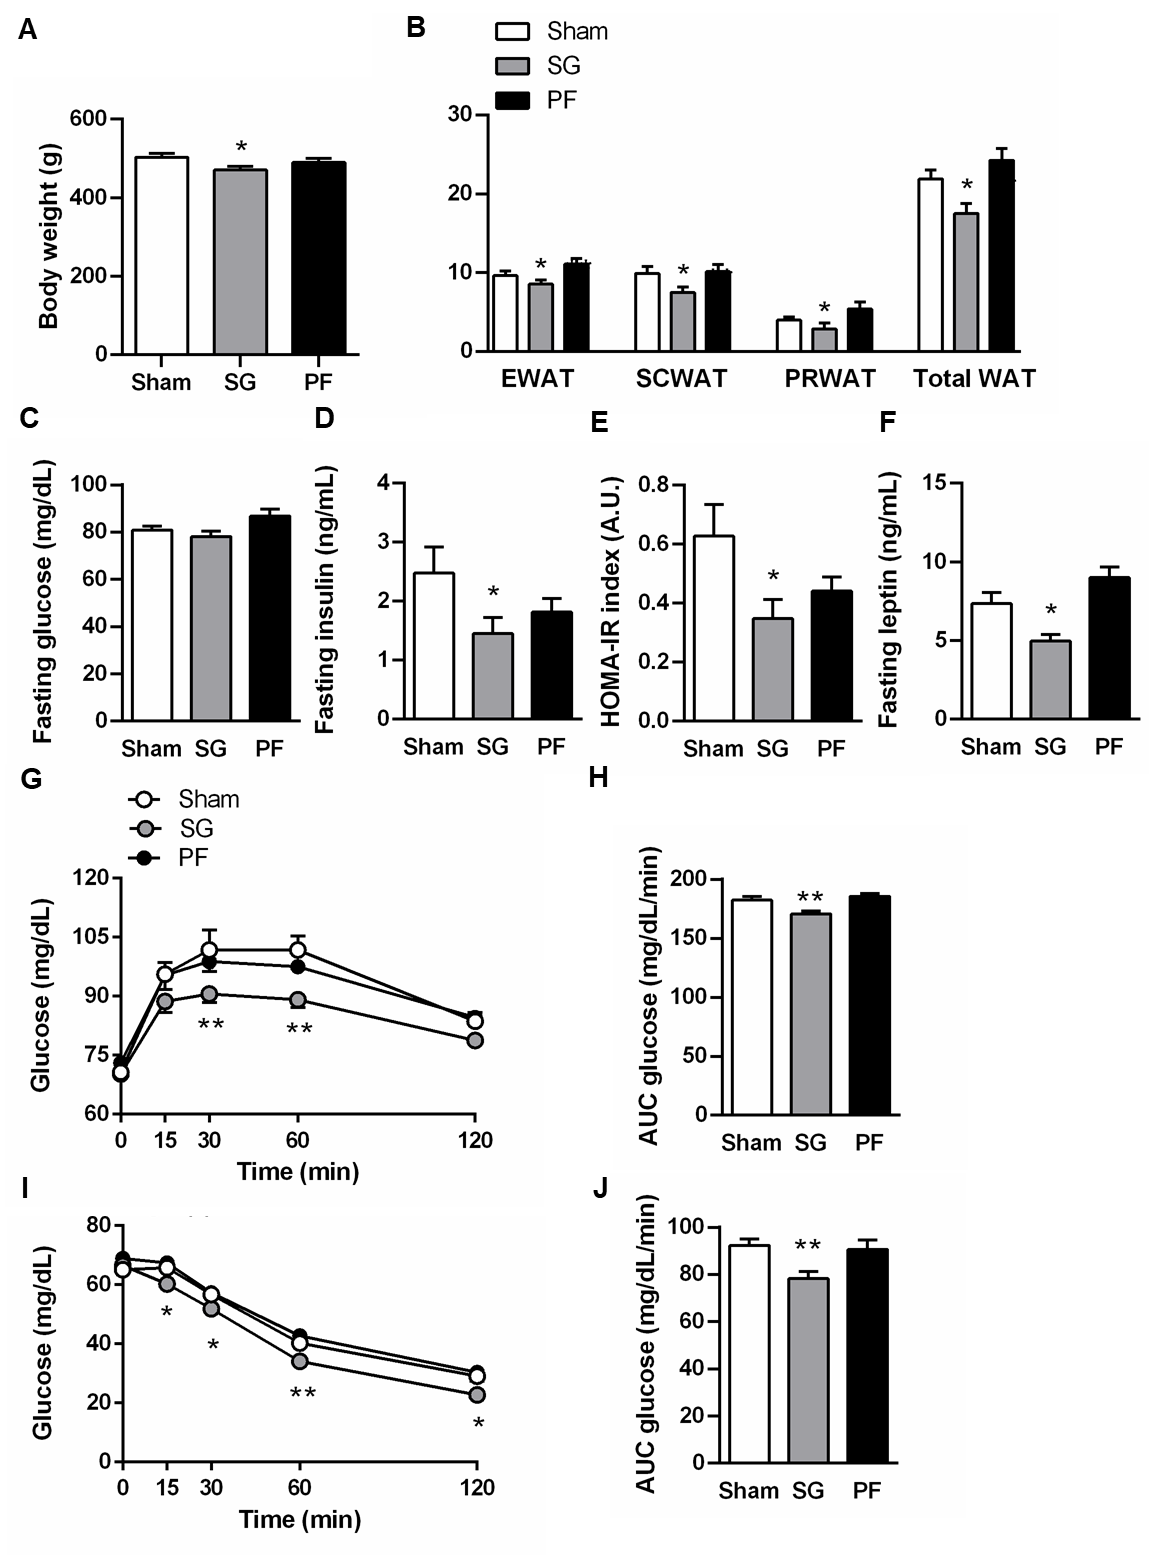 A
B
Sham
SG
PF
Body weight (g)
600
400
200
0
*
Sham SG PF
30
20
10
0
* * * *
EWAT SCWAT PRWAT Total WAT
C
Fasting glucose (mg/dL)
100
80
60
40
20
0
Sham SG PF
D
Fasting insulin (ng/mL)
4
3
2
1
0
*
Sham SG PF
E
HOMA-IR index (A.U.)
0.8
0.6
0.4
0.2
0.0
*
Sham SG PF
F
Fasting leptin (ng/mL)
15
10
5
0
*
Sham SG PF
G
Sham
SG
PF
Glucose (mg/dL)
120
105
90
75
60
** **
0 15 30 60 120
Time (min)
H
AUC glucose (mg/dL/min)
200
150
100
50
0
**
Sham SG PF
I
Glucose (mg/dL)
80
60
40
20
0
* * ** *
0 15 30 60 120
Time (min)
J
AUC glucose (mg/dL/min)
100
80
60
40
20
0
**
Sham SG PF